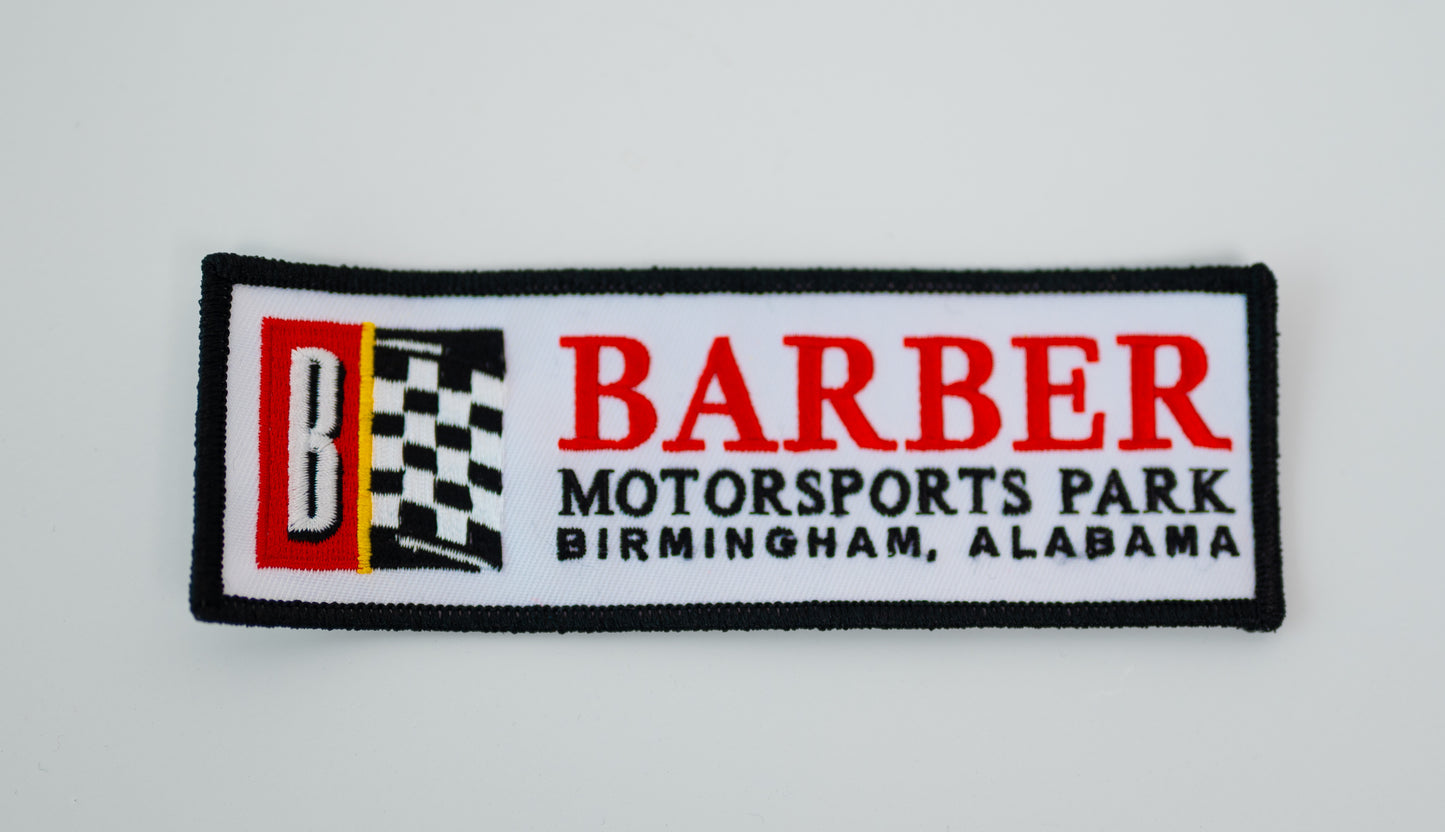 B
BARBER
MOTORSPORTS PARK
BIRMINGHAM, ALABAMA